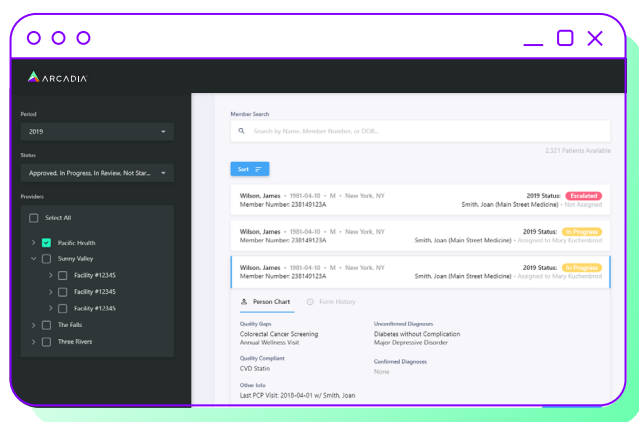 ARCADIA
Period
2019
Status
Approved, In Progress, In Review, Not Star...
Providers
Select All
Pacific Health
Sunny Valley
Facility #12345
Facility #12345
Facility #12345
The Falls
Three Rivers
Member Search
Search by Name, Member Number, or DOB...
2,321 Patients Available
Sort
Wilson, James • 1981-04-10 • M • New York, NY
2019 Status: Escalated
Member Number: 238149123A
Smith, Joan (Main Street Medicine) - Not Assigned
Wilson, James • 1981-04-10 • M • New York, NY
2019 Status: In Progress
Member Number: 238149123A
Smith, Joan (Main Street Medicine) - Assigned to Mary Kuchenbrod
Wilson, James • 1981-04-10 • M • New York, NY
2019 Status: In Progress
Member Number: 238149123A
Smith, Joan (Main Street Medicine) - Assigned to Mary Kuchenbrod
Person Chart
Form History
Quality Gaps
Colorectal Cancer Screening
Annual Wellness Visit
Unconfirmed Diagnoses
Diabetes without Complication
Major Depressive Disorder
Quality Compliant
CVD Statin
Confirmed Diagnoses
None
Other Info
Last PCP Visit: 2018-04-01 w/ Smith, Joan